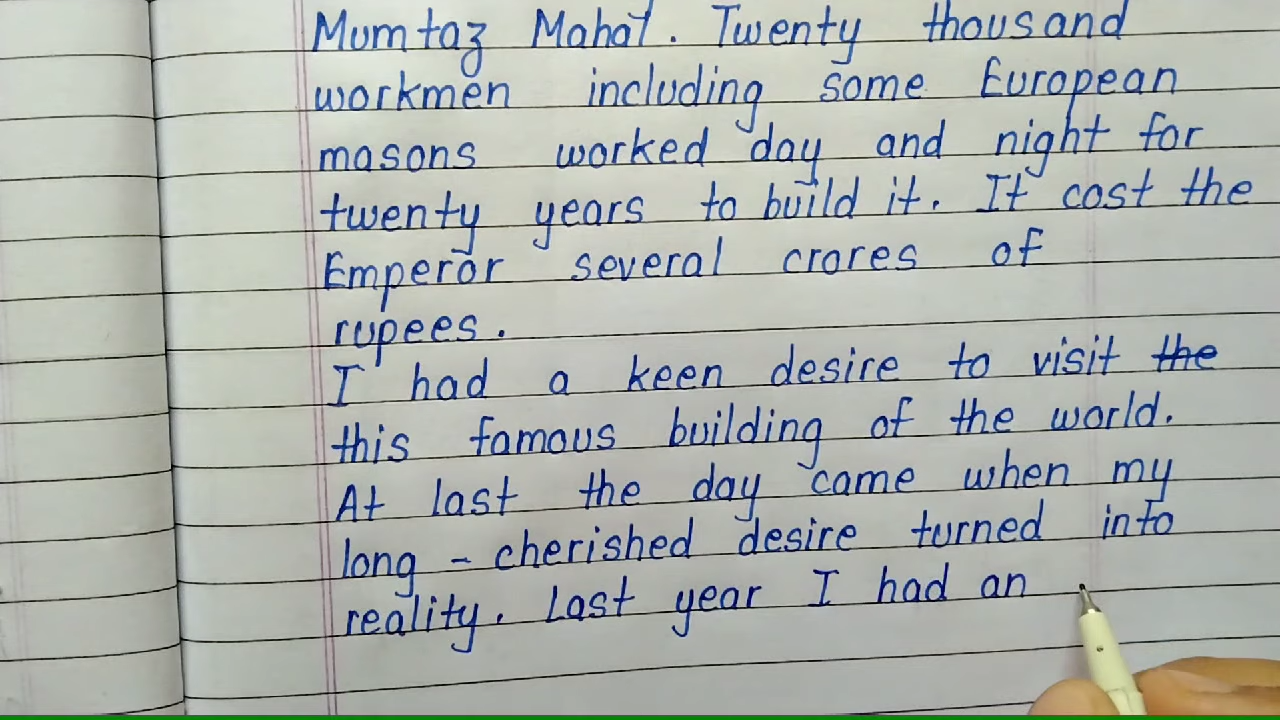 Mumtaz Mahal. Twenty thousand
workmen including some European
masons worked day and night for
twenty years to build it. It cost the
Emperor several crores of
rupees.
I had a keen desire to visit the
this famous building of the world.
At last the day came when my
long - cherished desire turned into
reality. Last year I had an